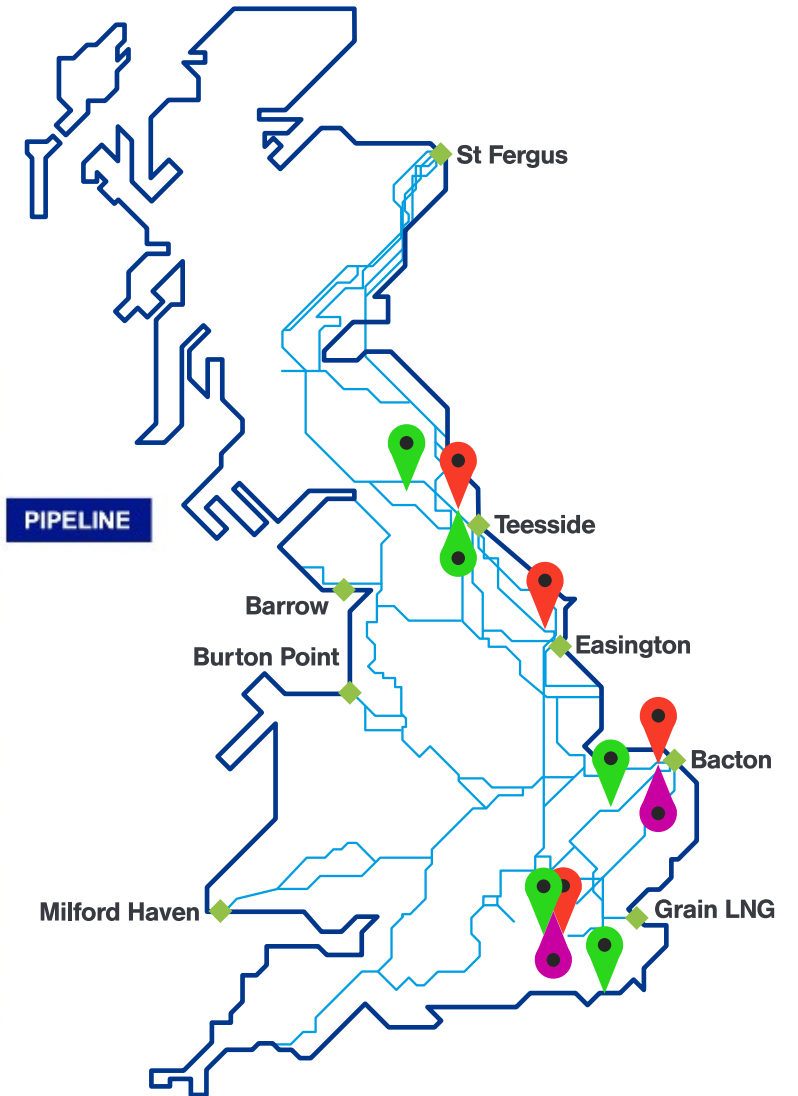 St Fergus
PIPELINE
Teesside
Barrow
Easington
Burton Point
Bacton
Milford Haven
Grain LNG